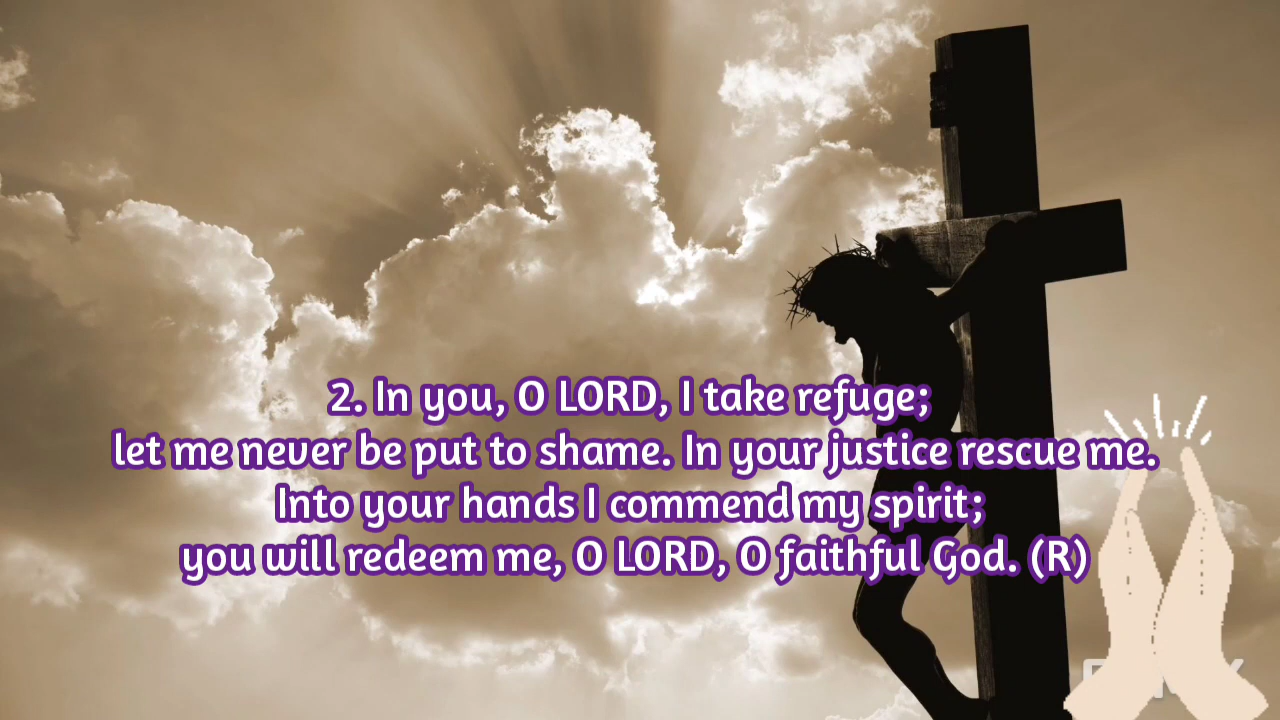 2. In you, O LORD, I take refuge;
let me never be put to shame. In your justice rescue me.
Into your hands I commend my spirit;
you will redeem me, O LORD, O faithful God. (R)